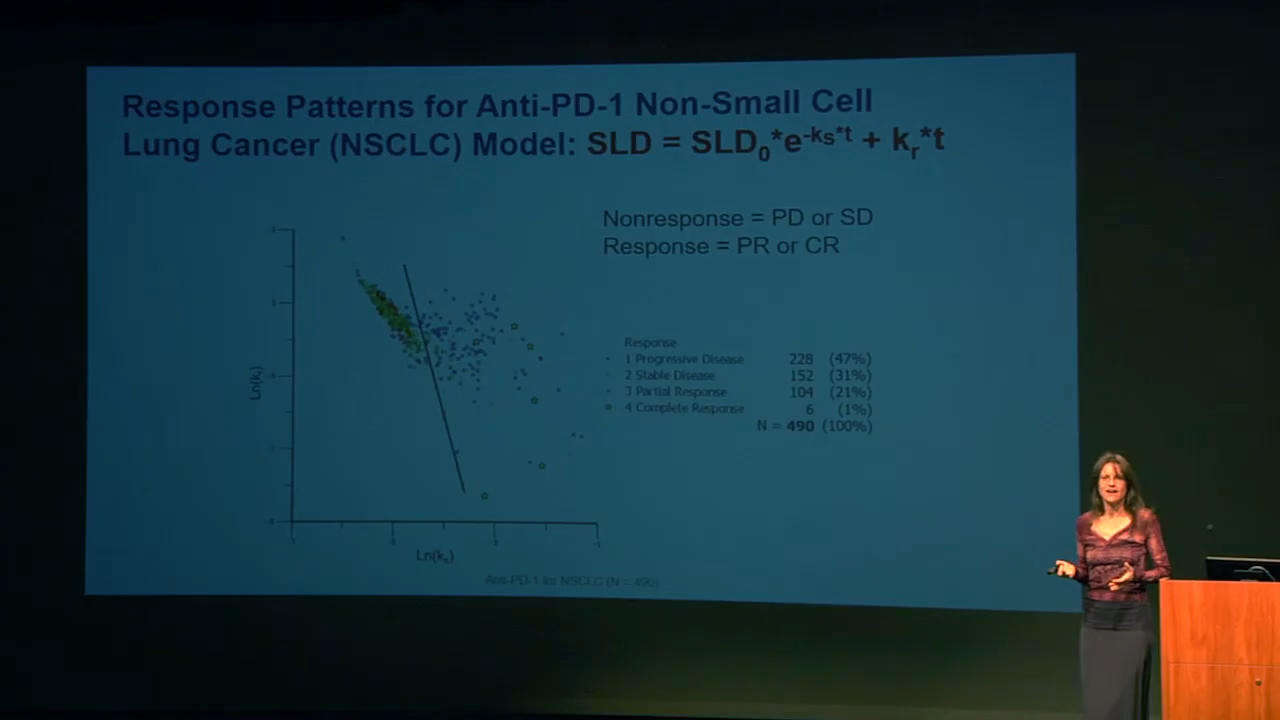 Response Patterns for Anti-PD-1 Non-Small Cell
Lung Cancer (NSCLC) Model: SLD = SLD₀*e^-ks*t + kᵣ*t
Nonresponse = PD or SD
Response = PR or CR
Response
1 Progressive Disease 228 (47%)
2 Stable Disease 152 (31%)
3 Partial Response 104 (21%)
4 Complete Response 6 (1%)
N = 490 (100%)
Ln(kᵣ)
Ln(kₛ)
Anti-PD-1 for NSCLC (N = 490)